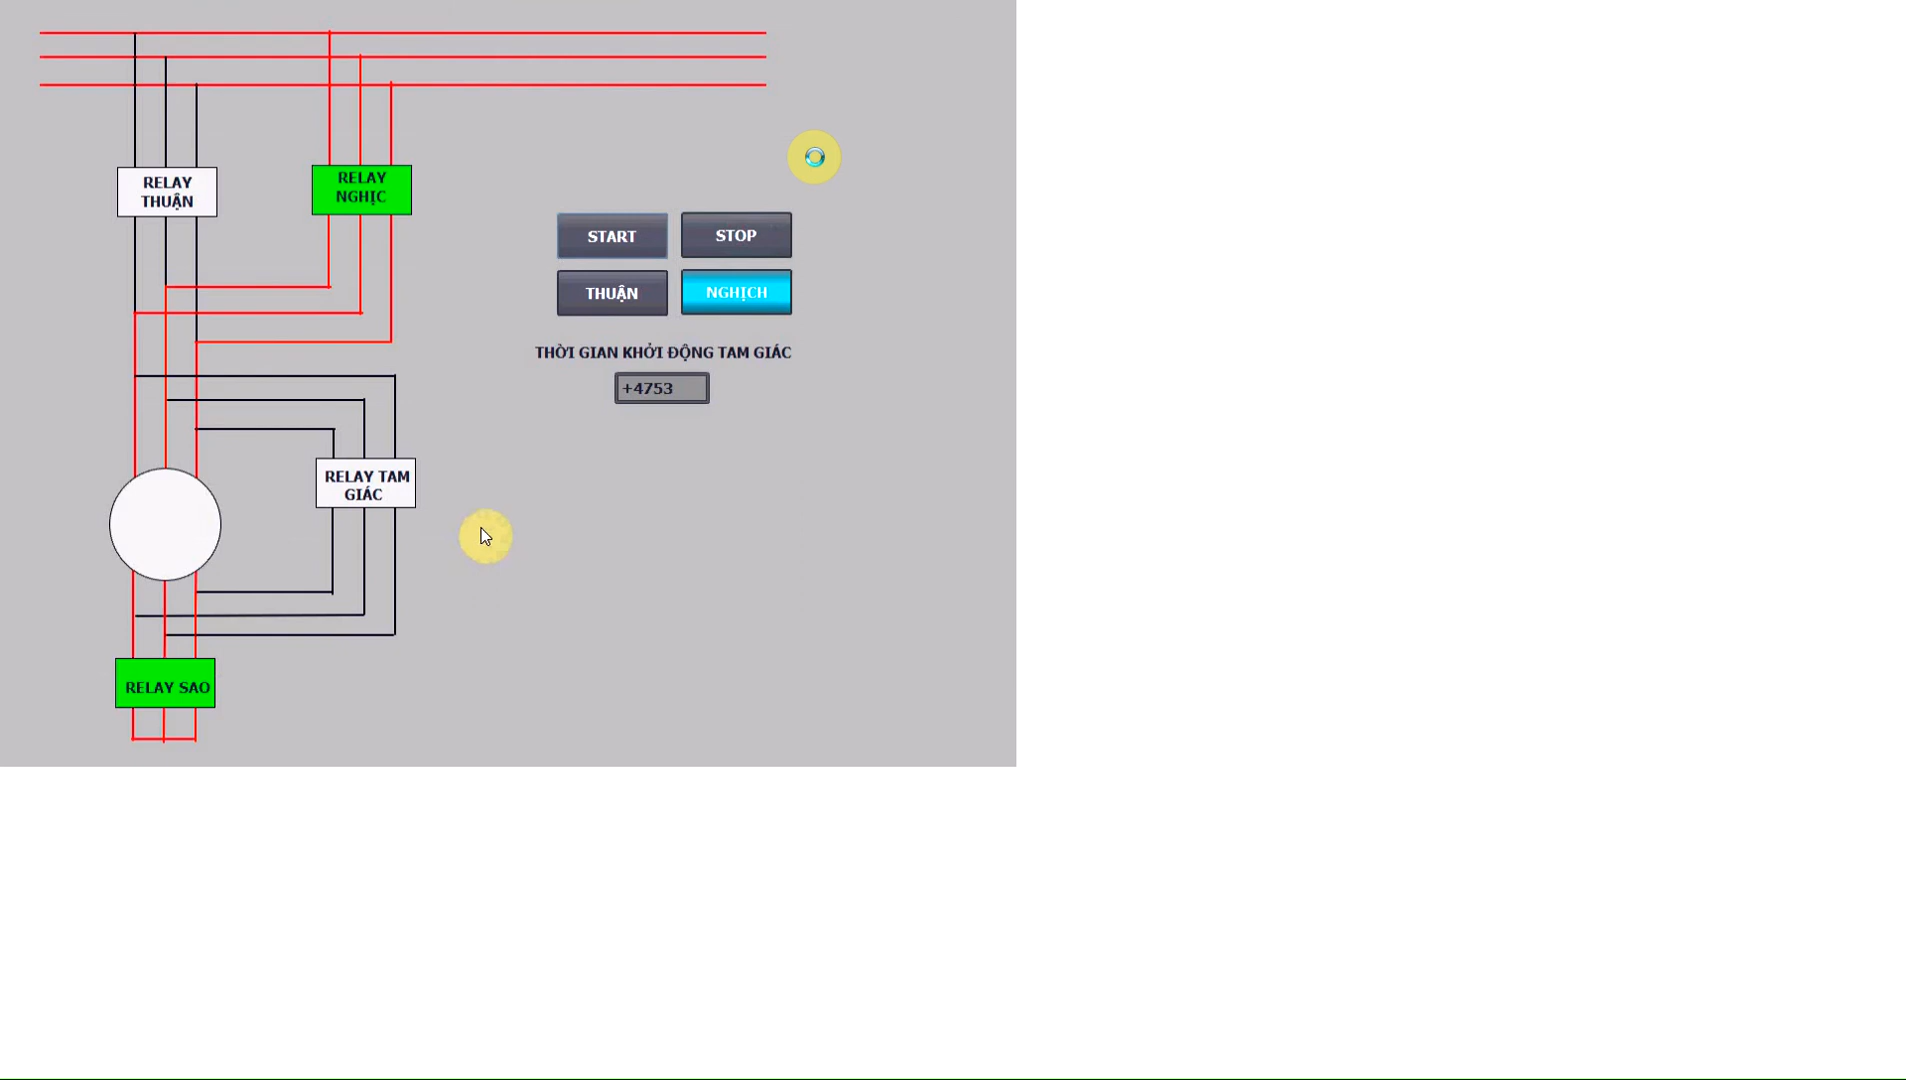 RELAY
THUẬN
RELAY
NGHỊC
START
STOP
THUẬN
NGHỊCH
THỜI GIAN KHỞI ĐỘNG TAM GIÁC
+4753
RELAY TAM
GIÁC
RELAY SAO